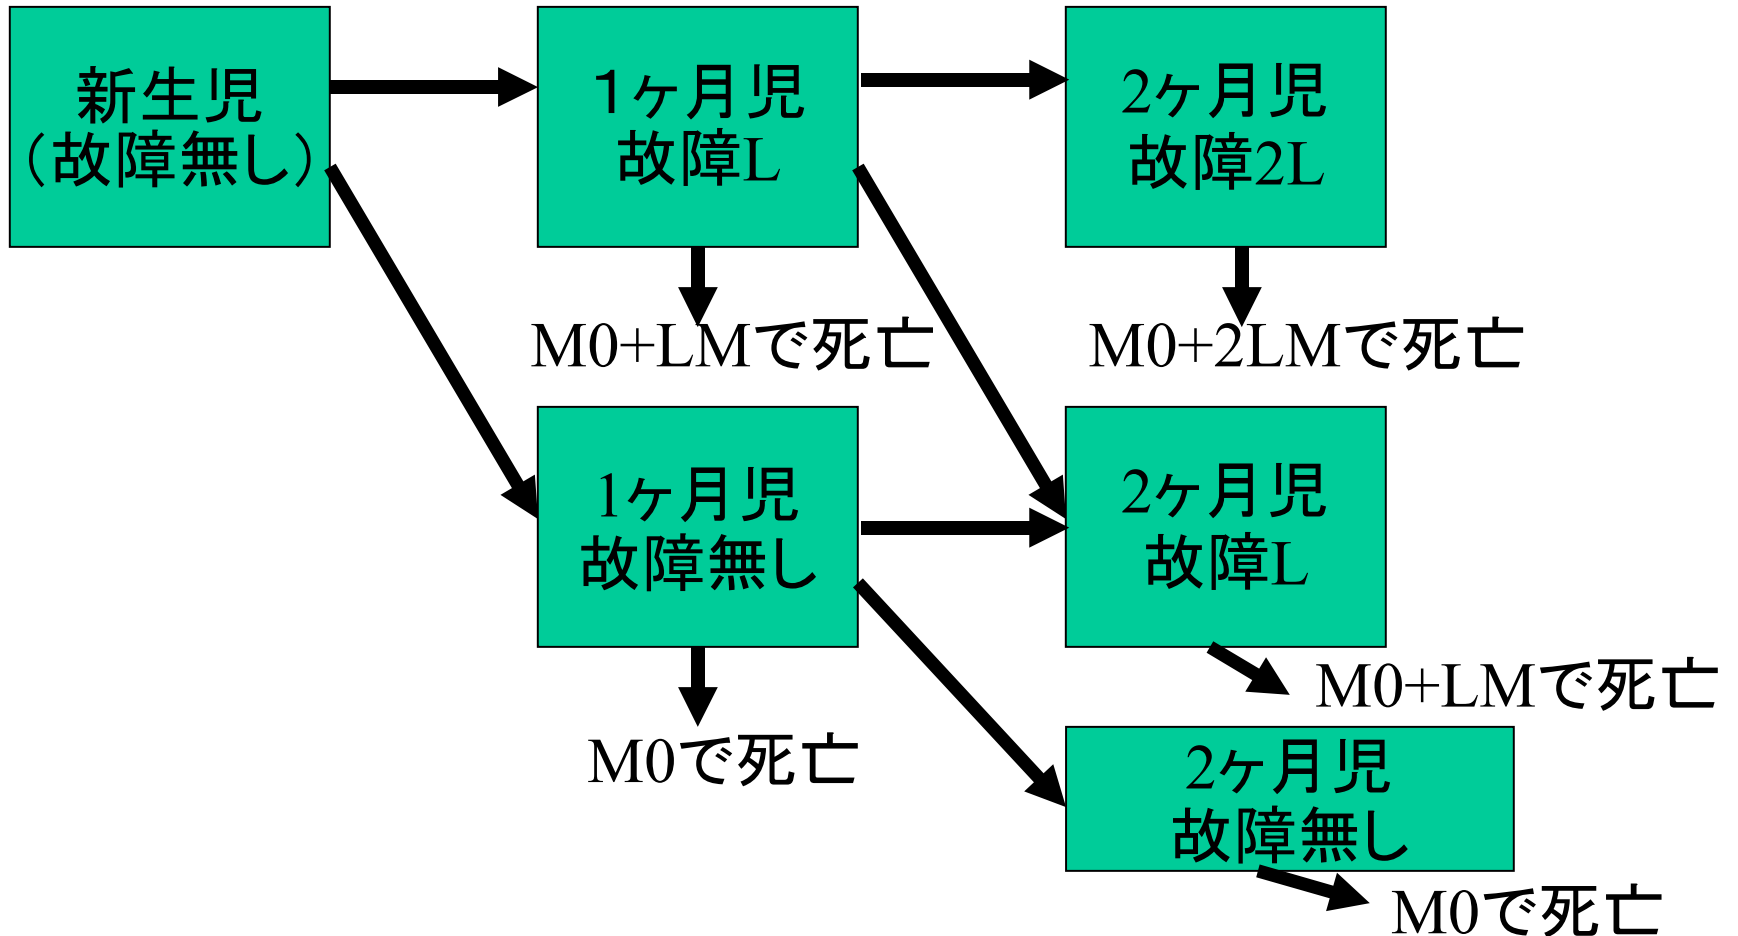 新生児
（故障無し）
１ヶ月児
故障L
2ヶ月児
故障2L
M0+LMで死亡
M0+2LMで死亡
1ヶ月児
故障無し
2ヶ月児
故障L
M0で死亡
M0+LMで死亡
2ヶ月児
故障無し
M0で死亡